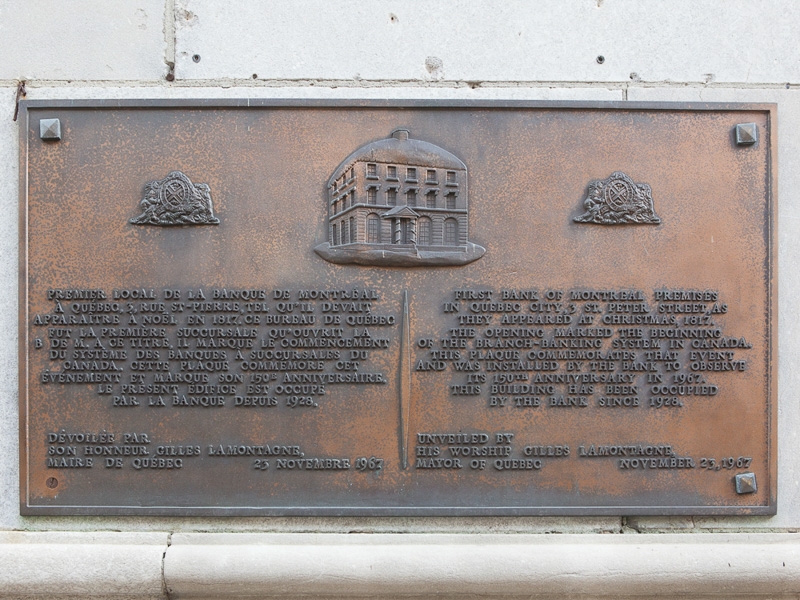 PREMIER LOCAL DE LA BANQUE DE MONTRÉAL
À QUÉBEC, 3, RUE ST-PIERRE, TEL QU'IL DEVAIT
APPARAÎTRE À NOËL EN 1817. CE BUREAU DE QUÉBEC
FUT LA PREMIÈRE SUCCURSALE QU'OUVRIT LA
B DE M. À CE TITRE, IL MARQUE LE COMMENCEMENT
DU SYSTÈME DES BANQUES À SUCCURSALES DU
CANADA. CETTE PLAQUE COMMÉMORE CET
ÉVÉNEMENT ET MARQUE SON 150e ANNIVERSAIRE.
LE PRÉSENT ÉDIFICE EST OCCUPÉ
PAR LA BANQUE DEPUIS 1928.
DÉVOILÉE PAR
SON HONNEUR GILLES LAMONTAGNE,
MAIRE DE QUÉBEC 23 NOVEMBRE 1967
FIRST BANK OF MONTREAL PREMISES
IN QUEBEC CITY, 3 ST. PETER STREET, AS
THEY APPEARED AT CHRISTMAS, 1817.
THE OPENING MARKED THE BEGINNING
OF THE BRANCH-BANKING SYSTEM IN CANADA.
THIS PLAQUE COMMEMORATES THAT EVENT
AND WAS INSTALLED BY THE BANK TO OBSERVE
ITS 150TH ANNIVERSARY IN 1967.
THIS BUILDING HAS BEEN OCCUPIED
BY THE BANK SINCE 1928.
UNVEILED BY
HIS WORSHIP GILLES LAMONTAGNE,
MAYOR OF QUEBEC NOVEMBER 23, 1967